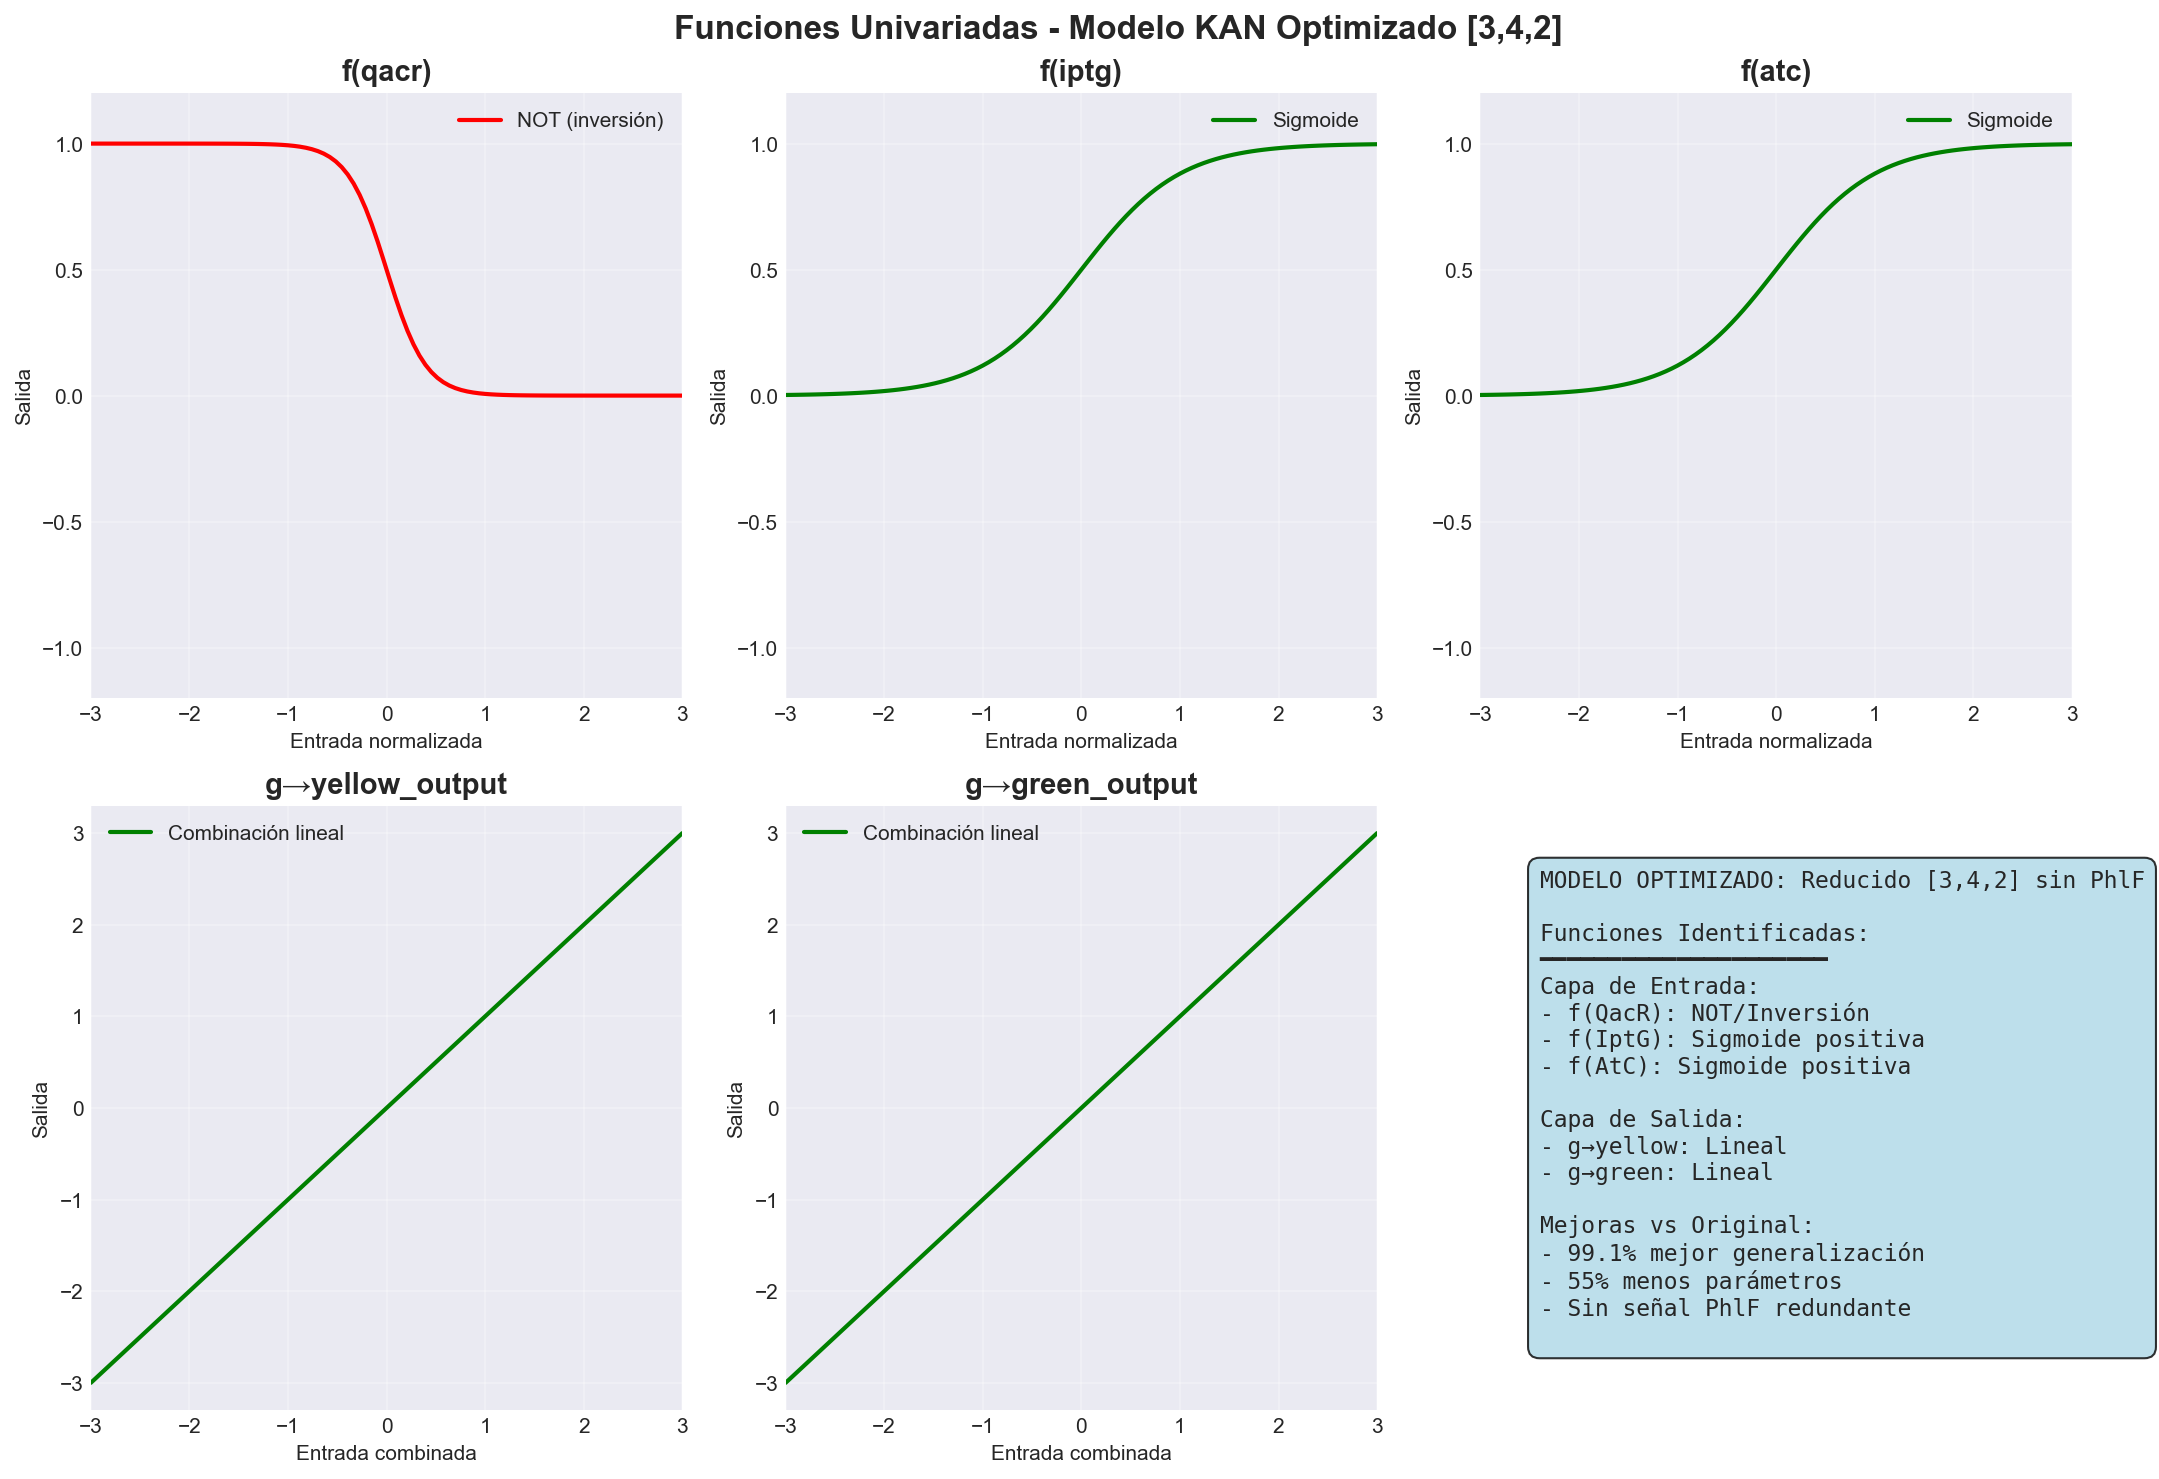 Funciones Univariadas - Modelo KAN Optimizado [3,4,2]
f(qacr)
NOT (inversión)
1.0
0.5
0.0
−0.5
−1.0
Salida
−3 −2 −1 0 1 2 3
Entrada normalizada
f(iptg)
Sigmoide
1.0
0.5
0.0
−0.5
−1.0
Salida
−3 −2 −1 0 1 2 3
Entrada normalizada
f(atc)
Sigmoide
1.0
0.5
0.0
−0.5
−1.0
Salida
−3 −2 −1 0 1 2 3
Entrada normalizada
g→yellow_output
Combinación lineal
3
2
1
0
−1
−2
−3
Salida
−3 −2 −1 0 1 2 3
Entrada combinada
g→green_output
Combinación lineal
3
2
1
0
−1
−2
−3
Salida
−3 −2 −1 0 1 2 3
Entrada combinada
MODELO OPTIMIZADO: Reducido [3,4,2] sin PhlF
Funciones Identificadas:
Capa de Entrada:
- f(QacR): NOT/Inversión
- f(IptG): Sigmoide positiva
- f(AtC): Sigmoide positiva
Capa de Salida:
- g→yellow: Lineal
- g→green: Lineal
Mejoras vs Original:
- 99.1% mejor generalización
- 55% menos parámetros
- Sin señal PhlF redundante